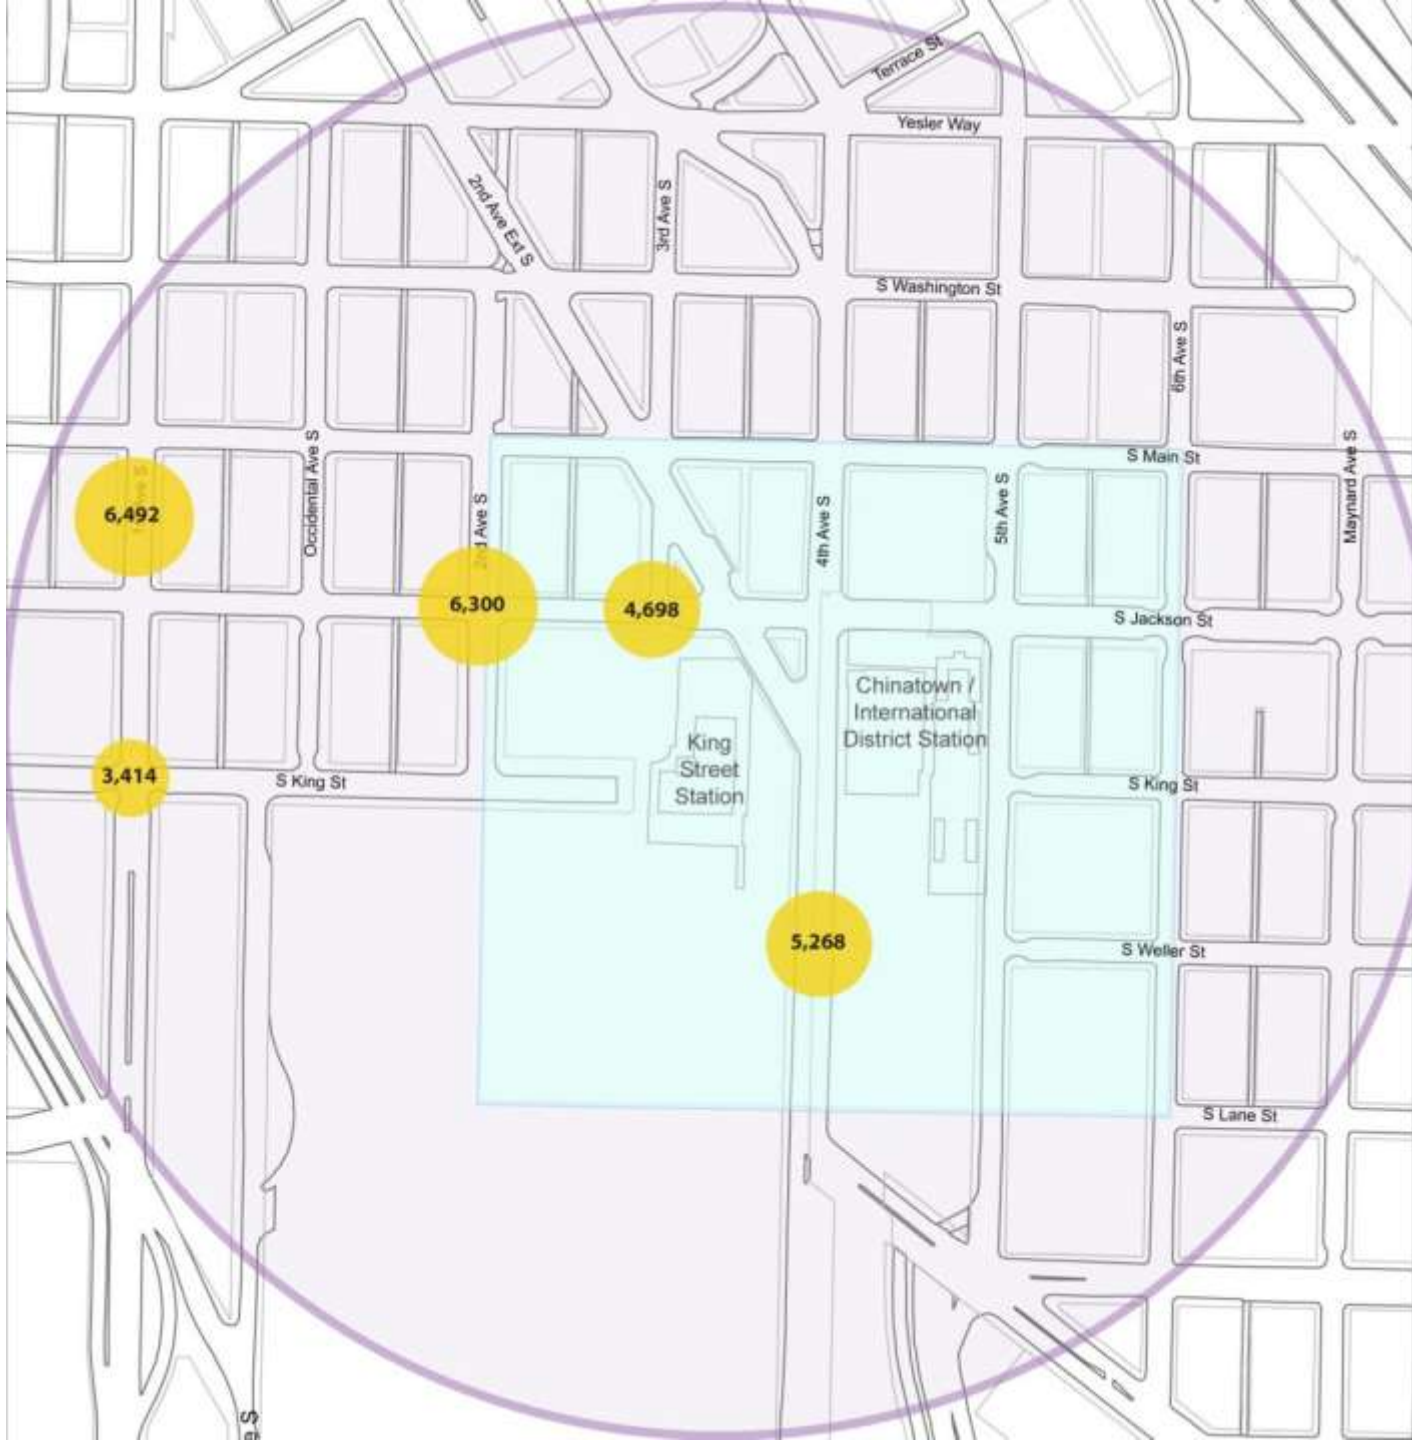 Terrace St
Yesler Way
2nd Ave Ext S
3rd Ave S
S Washington St
6th Ave S
S Main St
Maynard Ave S
Occidental Ave S
2nd Ave S
4th Ave S
5th Ave S
6,492
6,300
4,698
S Jackson St
Chinatown /
International
District Station
King
Street
Station
3,414
S King St
S King St
5,268
S Weller St
S Lane St